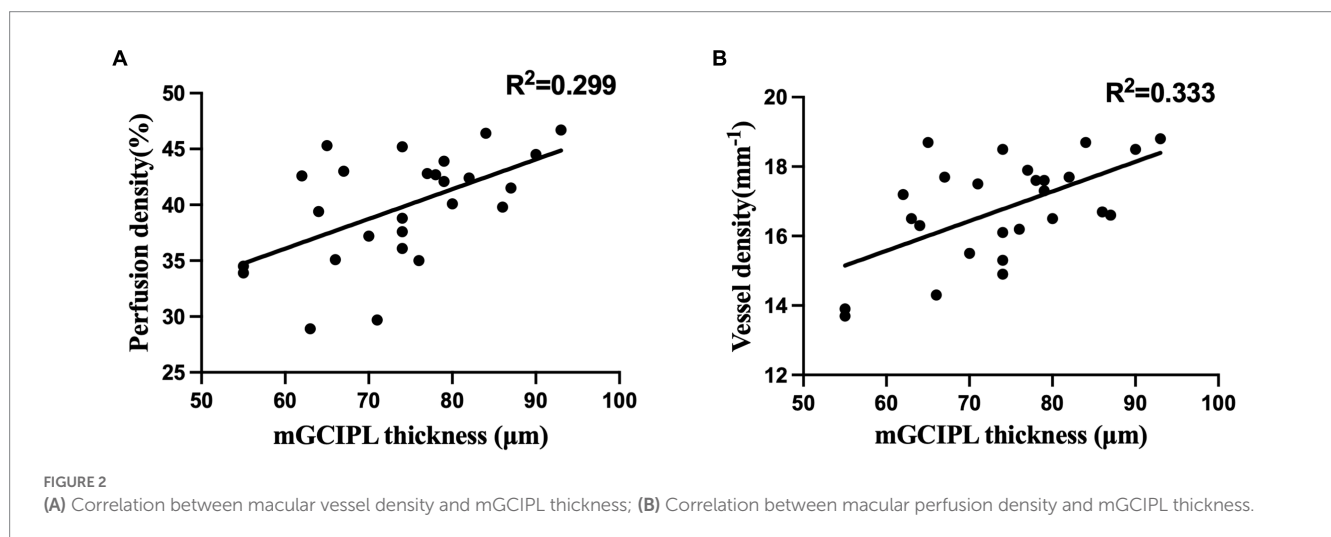 A
R²=0.299
Perfusion density(%)
50
45
40
35
30
25
50 60 70 80 90 100
mGCIPL thickness (μm)
B
R²=0.333
Vessel density(mm⁻¹)
20
18
16
14
12
50 60 70 80 90 100
mGCIPL thickness (μm)
FIGURE 2
(A) Correlation between macular vessel density and mGCIPL thickness; (B) Correlation between macular perfusion density and mGCIPL thickness.